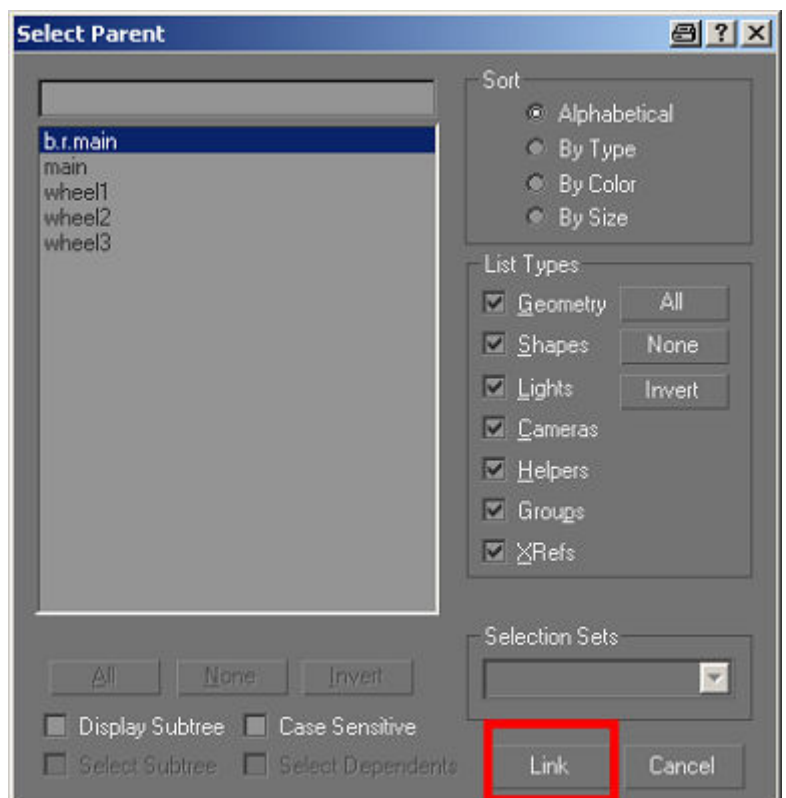 Select Parent
b.r.main
main
wheel1
wheel2
wheel3
All None Invert
Display Subtree Case Sensitive
Select Subtree Select Dependents
Sort
Alphabetical
By Type
By Color
By Size
List Types
Geometry All
Shapes None
Lights Invert
Cameras
Helpers
Groups
XRefs
Selection Sets
Link Cancel